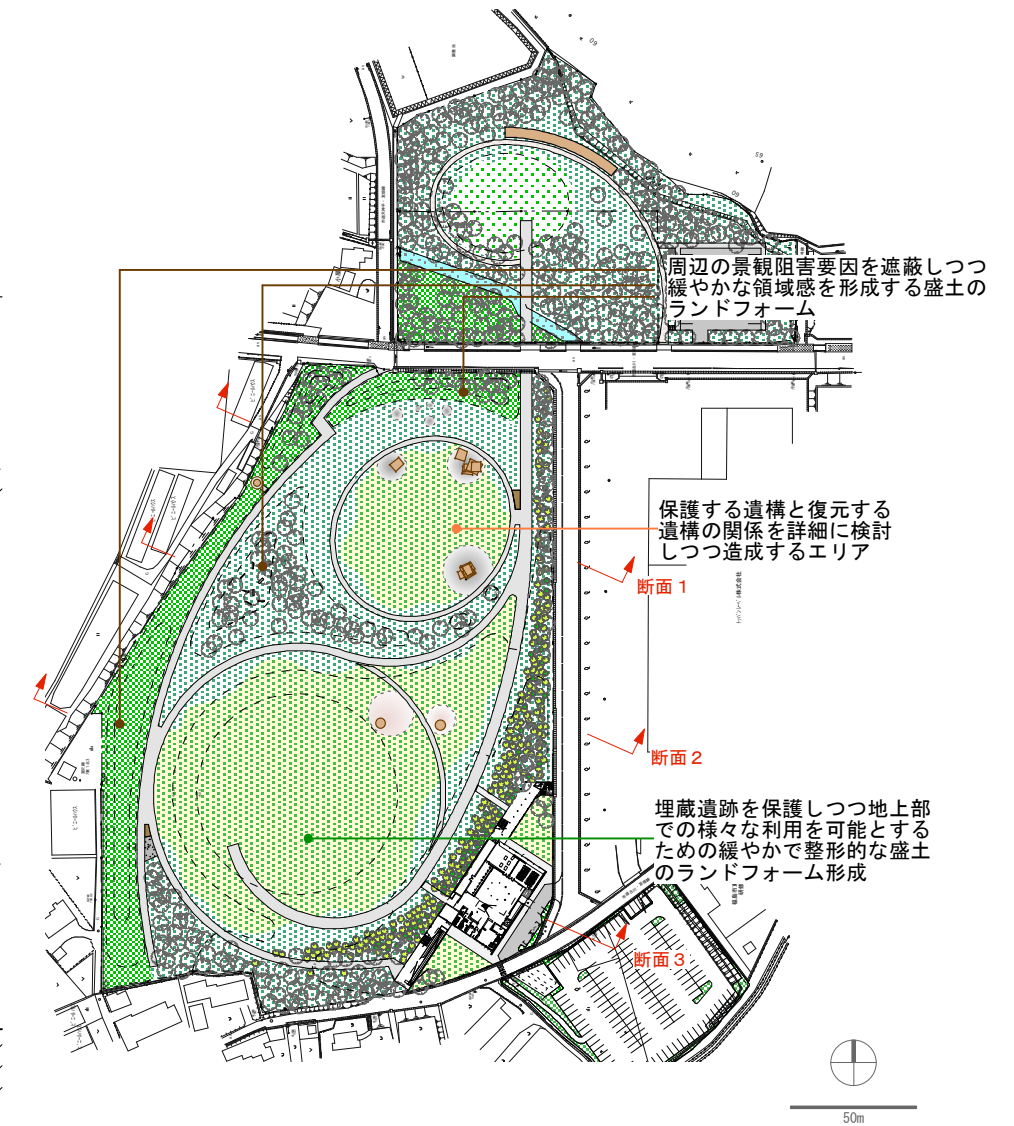 周辺の景観阻害要因を遮蔽しつつ
緩やかな領域感を形成する盛土の
ランドフォーム
保護する遺構と復元する
遺構の関係を詳細に検討
しつつ造成するエリア
断面１
断面２
埋蔵遺跡を保護しつつ地上部
での様々な利用を可能とする
ための緩やかで整形的な盛土
のランドフォーム形成
断面３
50m